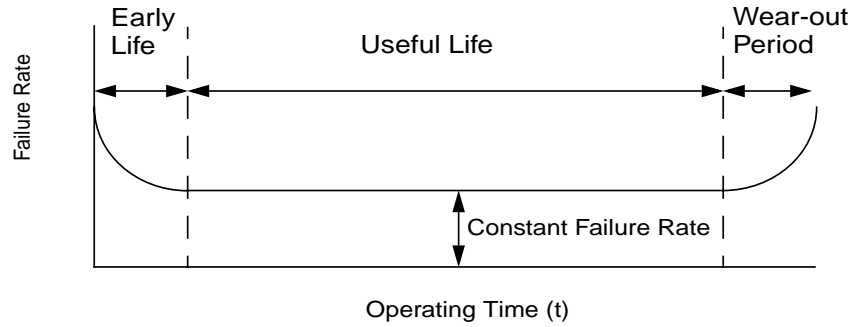 Early
Life
Useful Life
Wear-out
Period
Failure Rate
Constant Failure Rate
Operating Time (t)